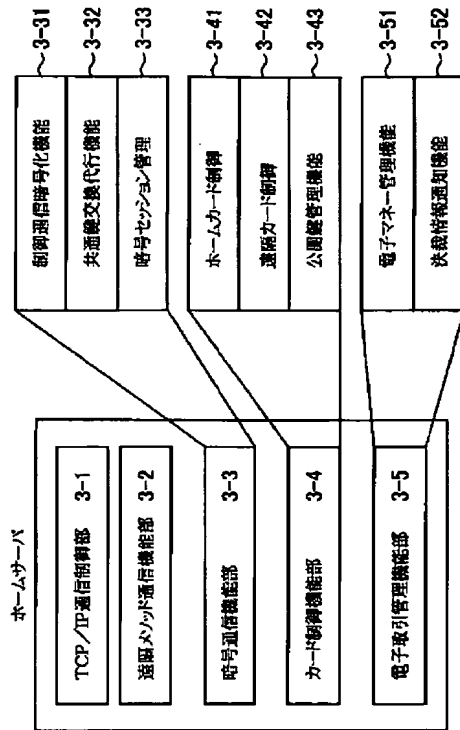 ホームサーバ
TCP/IP通信制御部 3-1
遠隔メソッド通信機能部 3-2
暗号通信機能部 3-3
カード制御機能部 3-4
電子取引管理機能部 3-5
制御通信暗号化機能 3-31
共通鍵交換代行機能 3-32
暗号セッション管理 3-33
ホームカード制御 3-41
遠隔カード制御 3-42
公開鍵管理機能 3-43
電子マネー管理機能 3-51
決裁情報通知機能 3-52